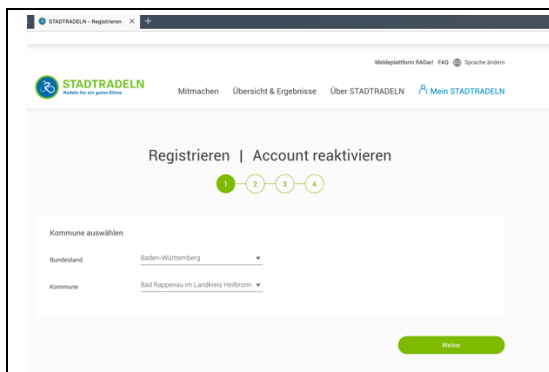 STADTRADELN - Registrieren
Meldeplattform RADar! FAQ Sprache ändern
STADTRADELN
Radeln für ein gutes Klima
Mitmachen Übersicht & Ergebnisse Über STADTRADELN Mein STADTRADELN
Registrieren | Account reaktivieren
1 2 3 4
Kommune auswählen
Bundesland Baden-Württemberg
Kommune Bad Rappenau im Landkreis Heilbronn
Weiter